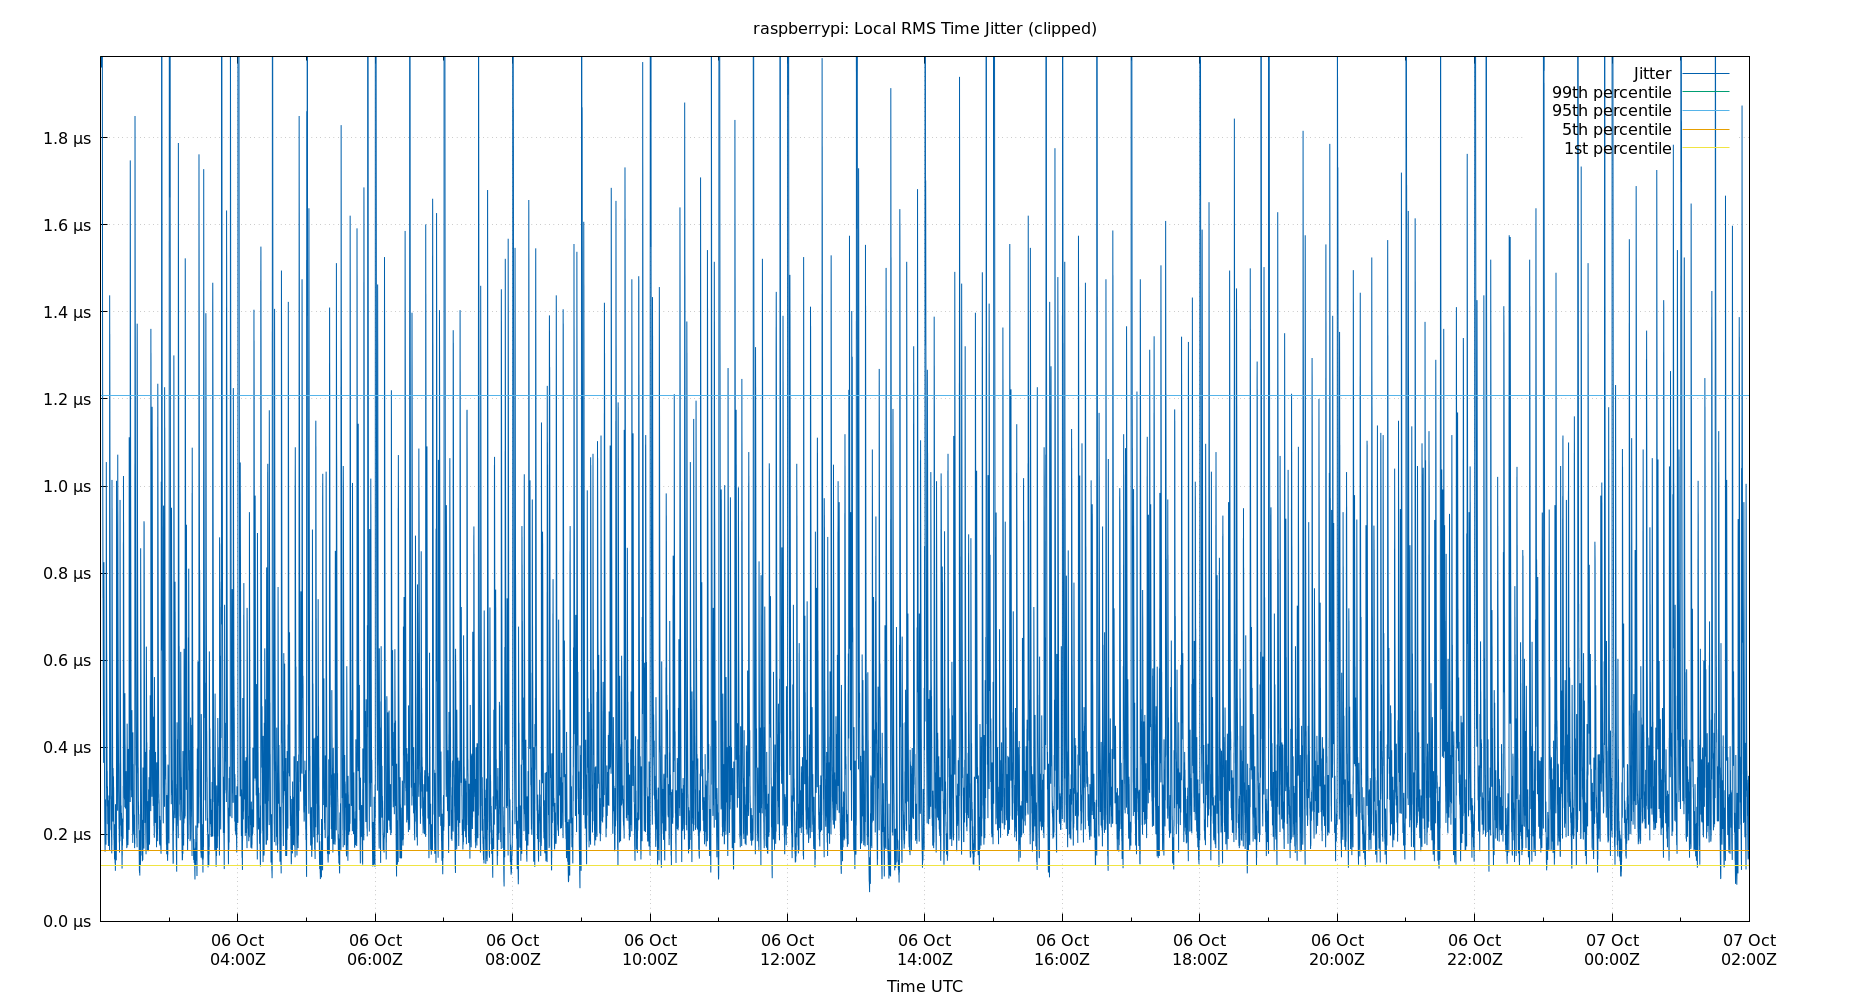 raspberrypi: Local RMS Time Jitter (clipped)
Jitter
99th percentile
95th percentile
5th percentile
1st percentile
1.8 µs
1.6 µs
1.4 µs
1.2 µs
1.0 µs
0.8 µs
0.6 µs
0.4 µs
0.2 µs
0.0 µs
06 Oct 06 Oct 06 Oct 06 Oct 06 Oct 06 Oct 06 Oct 06 Oct 06 Oct 06 Oct 07 Oct 07 Oct
04:00Z 06:00Z 08:00Z 10:00Z 12:00Z 14:00Z 16:00Z 18:00Z 20:00Z 22:00Z 00:00Z 02:00Z
Time UTC